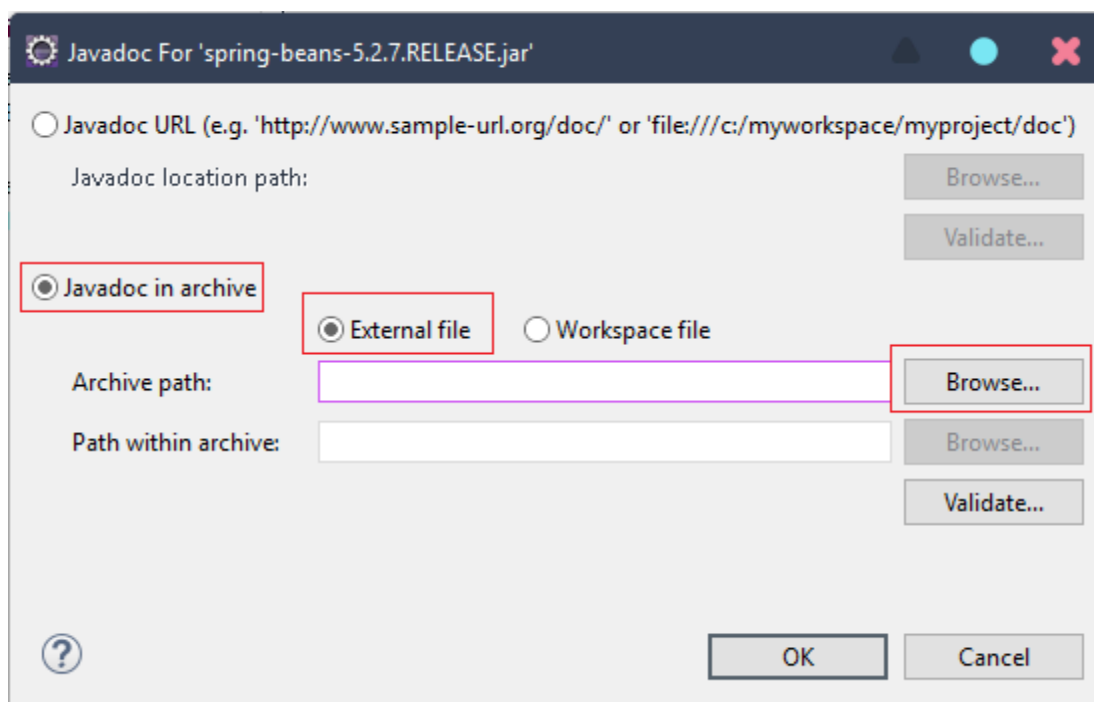 Javadoc For 'spring-beans-5.2.7.RELEASE.jar'
Javadoc URL (e.g. 'http://www.sample-url.org/doc/' or 'file:///c:/myworkspace/myproject/doc')
Javadoc location path:
Browse...
Validate...
Javadoc in archive
External file
Workspace file
Archive path:
Browse...
Path within archive:
Browse...
Validate...
?
OK
Cancel